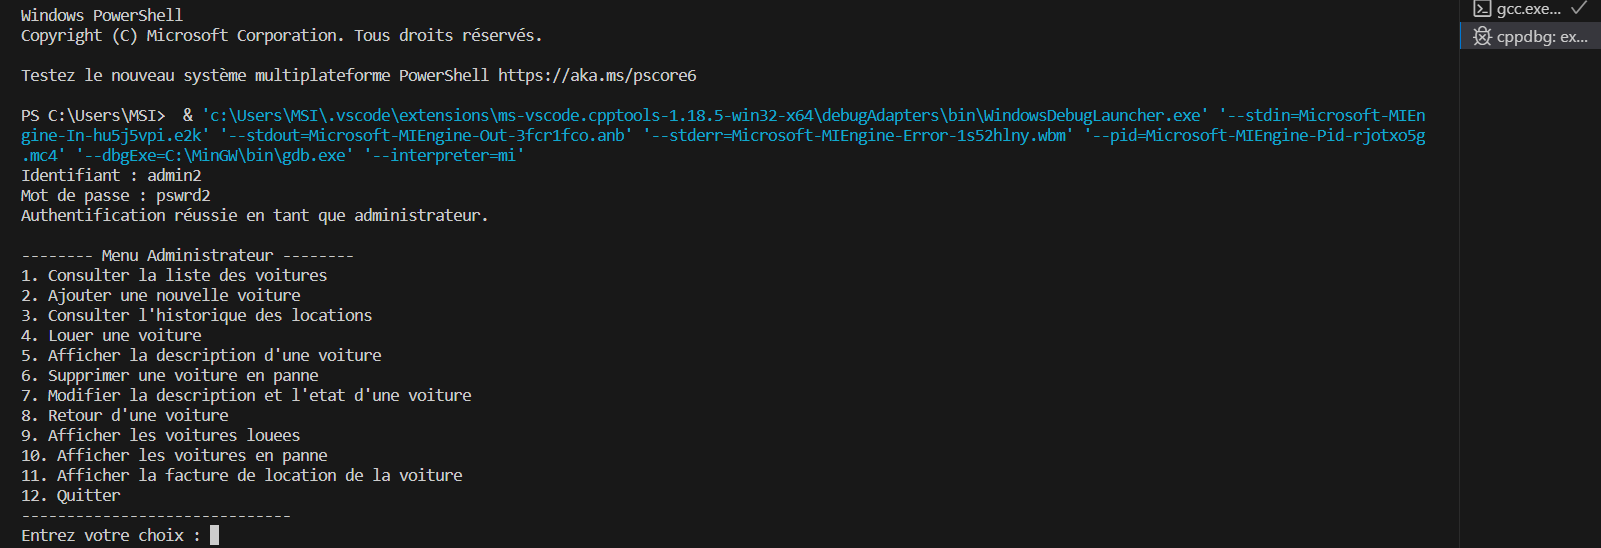 Windows PowerShell
Copyright (C) Microsoft Corporation. Tous droits réservés.
Testez le nouveau système multiplateforme PowerShell https://aka.ms/pscore6
PS C:\Users\MSI>  & 'c:\Users\MSI\.vscode\extensions\ms-vscode.cpptools-1.18.5-win32-x64\debugAdapters\bin\WindowsDebugLauncher.exe' '--stdin=Microsoft-MIEn
gine-In-hu5j5vpi.e2k' '--stdout=Microsoft-MIEngine-Out-3fcr1fco.anb' '--stderr=Microsoft-MIEngine-Error-1s52hlny.wbm' '--pid=Microsoft-MIEngine-Pid-rjotxo5g
.mc4' '--dbgExe=C:\MinGW\bin\gdb.exe' '--interpreter=mi'
Identifiant : admin2
Mot de passe : pswrd2
Authentification réussie en tant que administrateur.
-------- Menu Administrateur --------
1. Consulter la liste des voitures
2. Ajouter une nouvelle voiture
3. Consulter l'historique des locations
4. Louer une voiture
5. Afficher la description d'une voiture
6. Supprimer une voiture en panne
7. Modifier la description et l'etat d'une voiture
8. Retour d'une voiture
9. Afficher les voitures louees
10. Afficher les voitures en panne
11. Afficher la facture de location de la voiture
12. Quitter
------------------------------
Entrez votre choix :
gcc.exe...
cppdbg: ex...